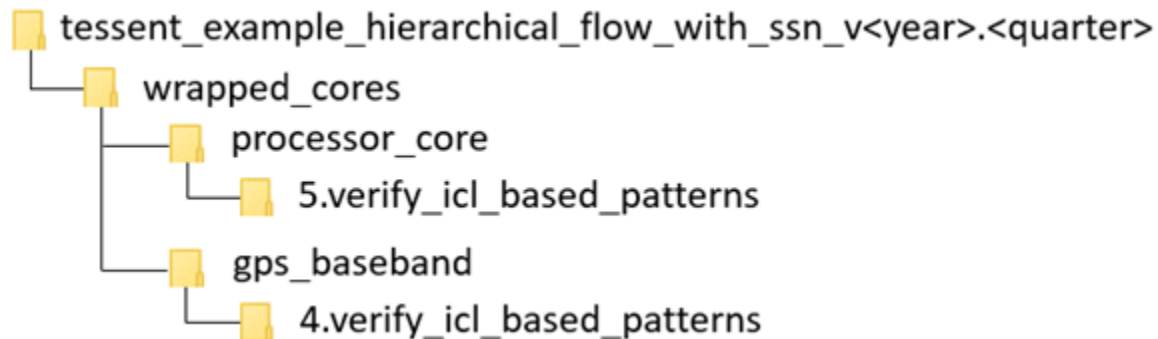 tessent_example_hierarchical_flow_with_ssn_v<year>.<quarter>
wrapped_cores
processor_core
5.verify_icl_based_patterns
gps_baseband
4.verify_icl_based_patterns